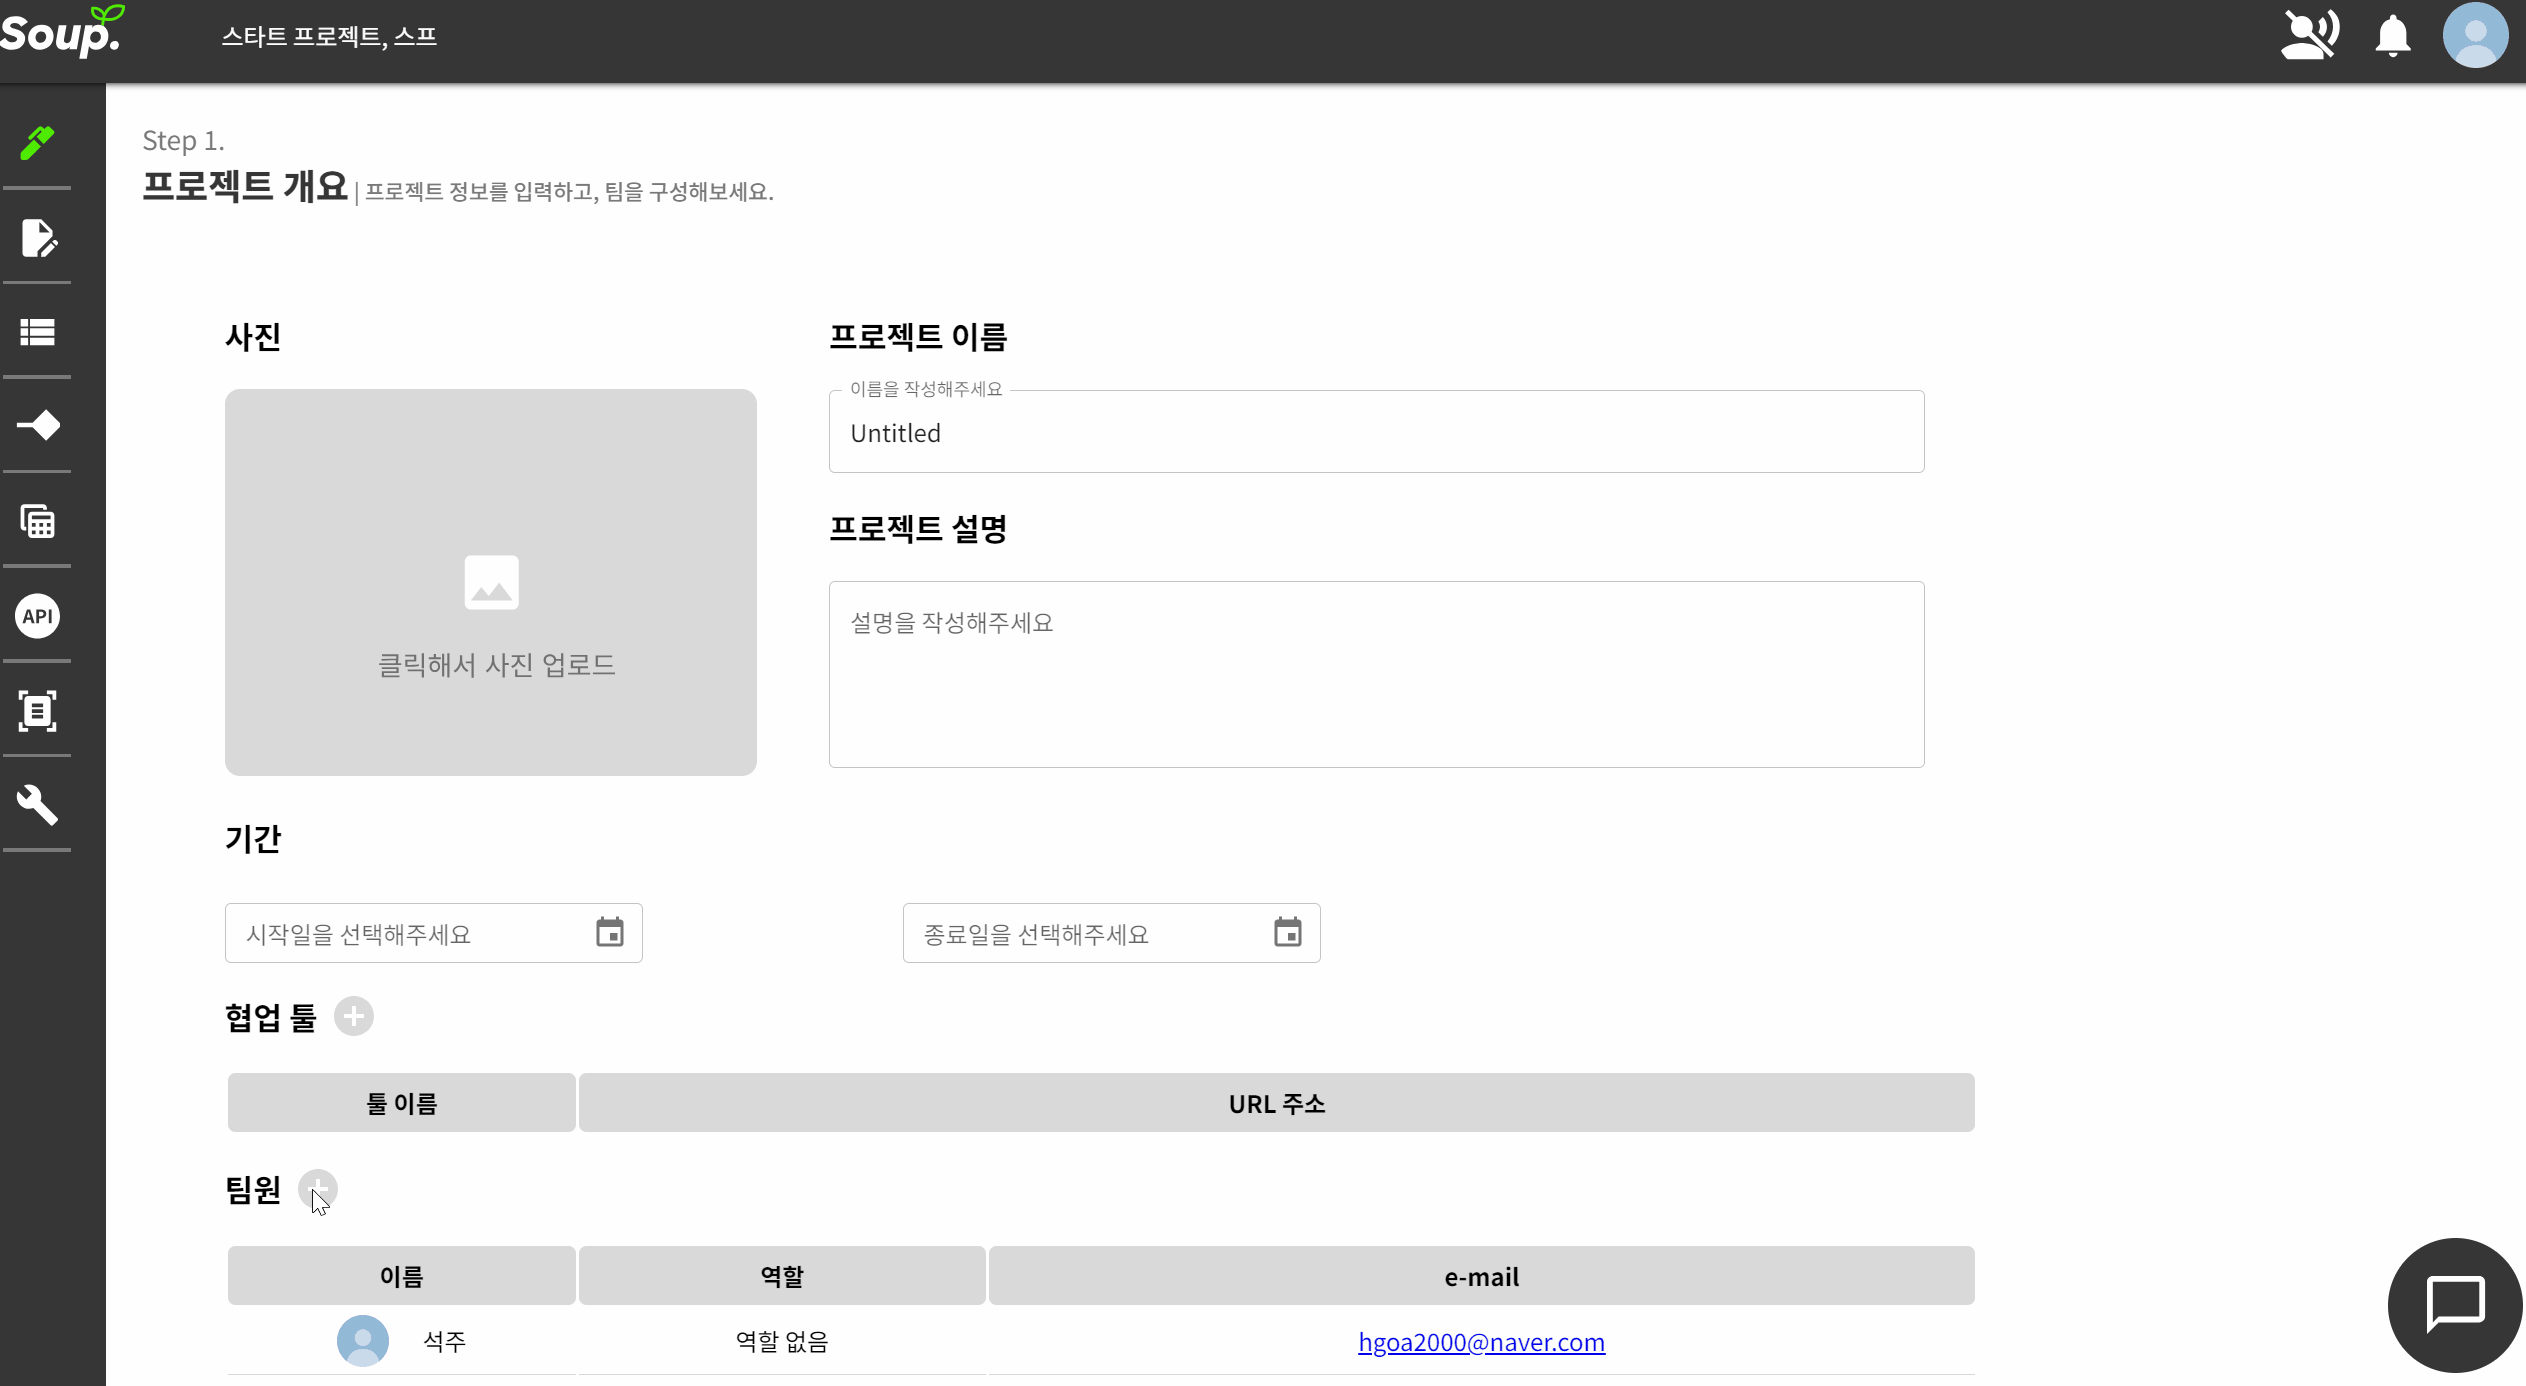 Soup.
스타트 프로젝트, 스프
Step 1.
프로젝트 개요 | 프로젝트 정보를 입력하고, 팀을 구성해보세요.
사진
클릭해서 사진 업로드
프로젝트 이름
이름을 작성해주세요
Untitled
프로젝트 설명
설명을 작성해주세요
API
기간
시작일을 선택해주세요
종료일을 선택해주세요
협업 툴
툴 이름
URL 주소
팀원
이름
역할
e-mail
석주
역할 없음
hgoa2000@naver.com